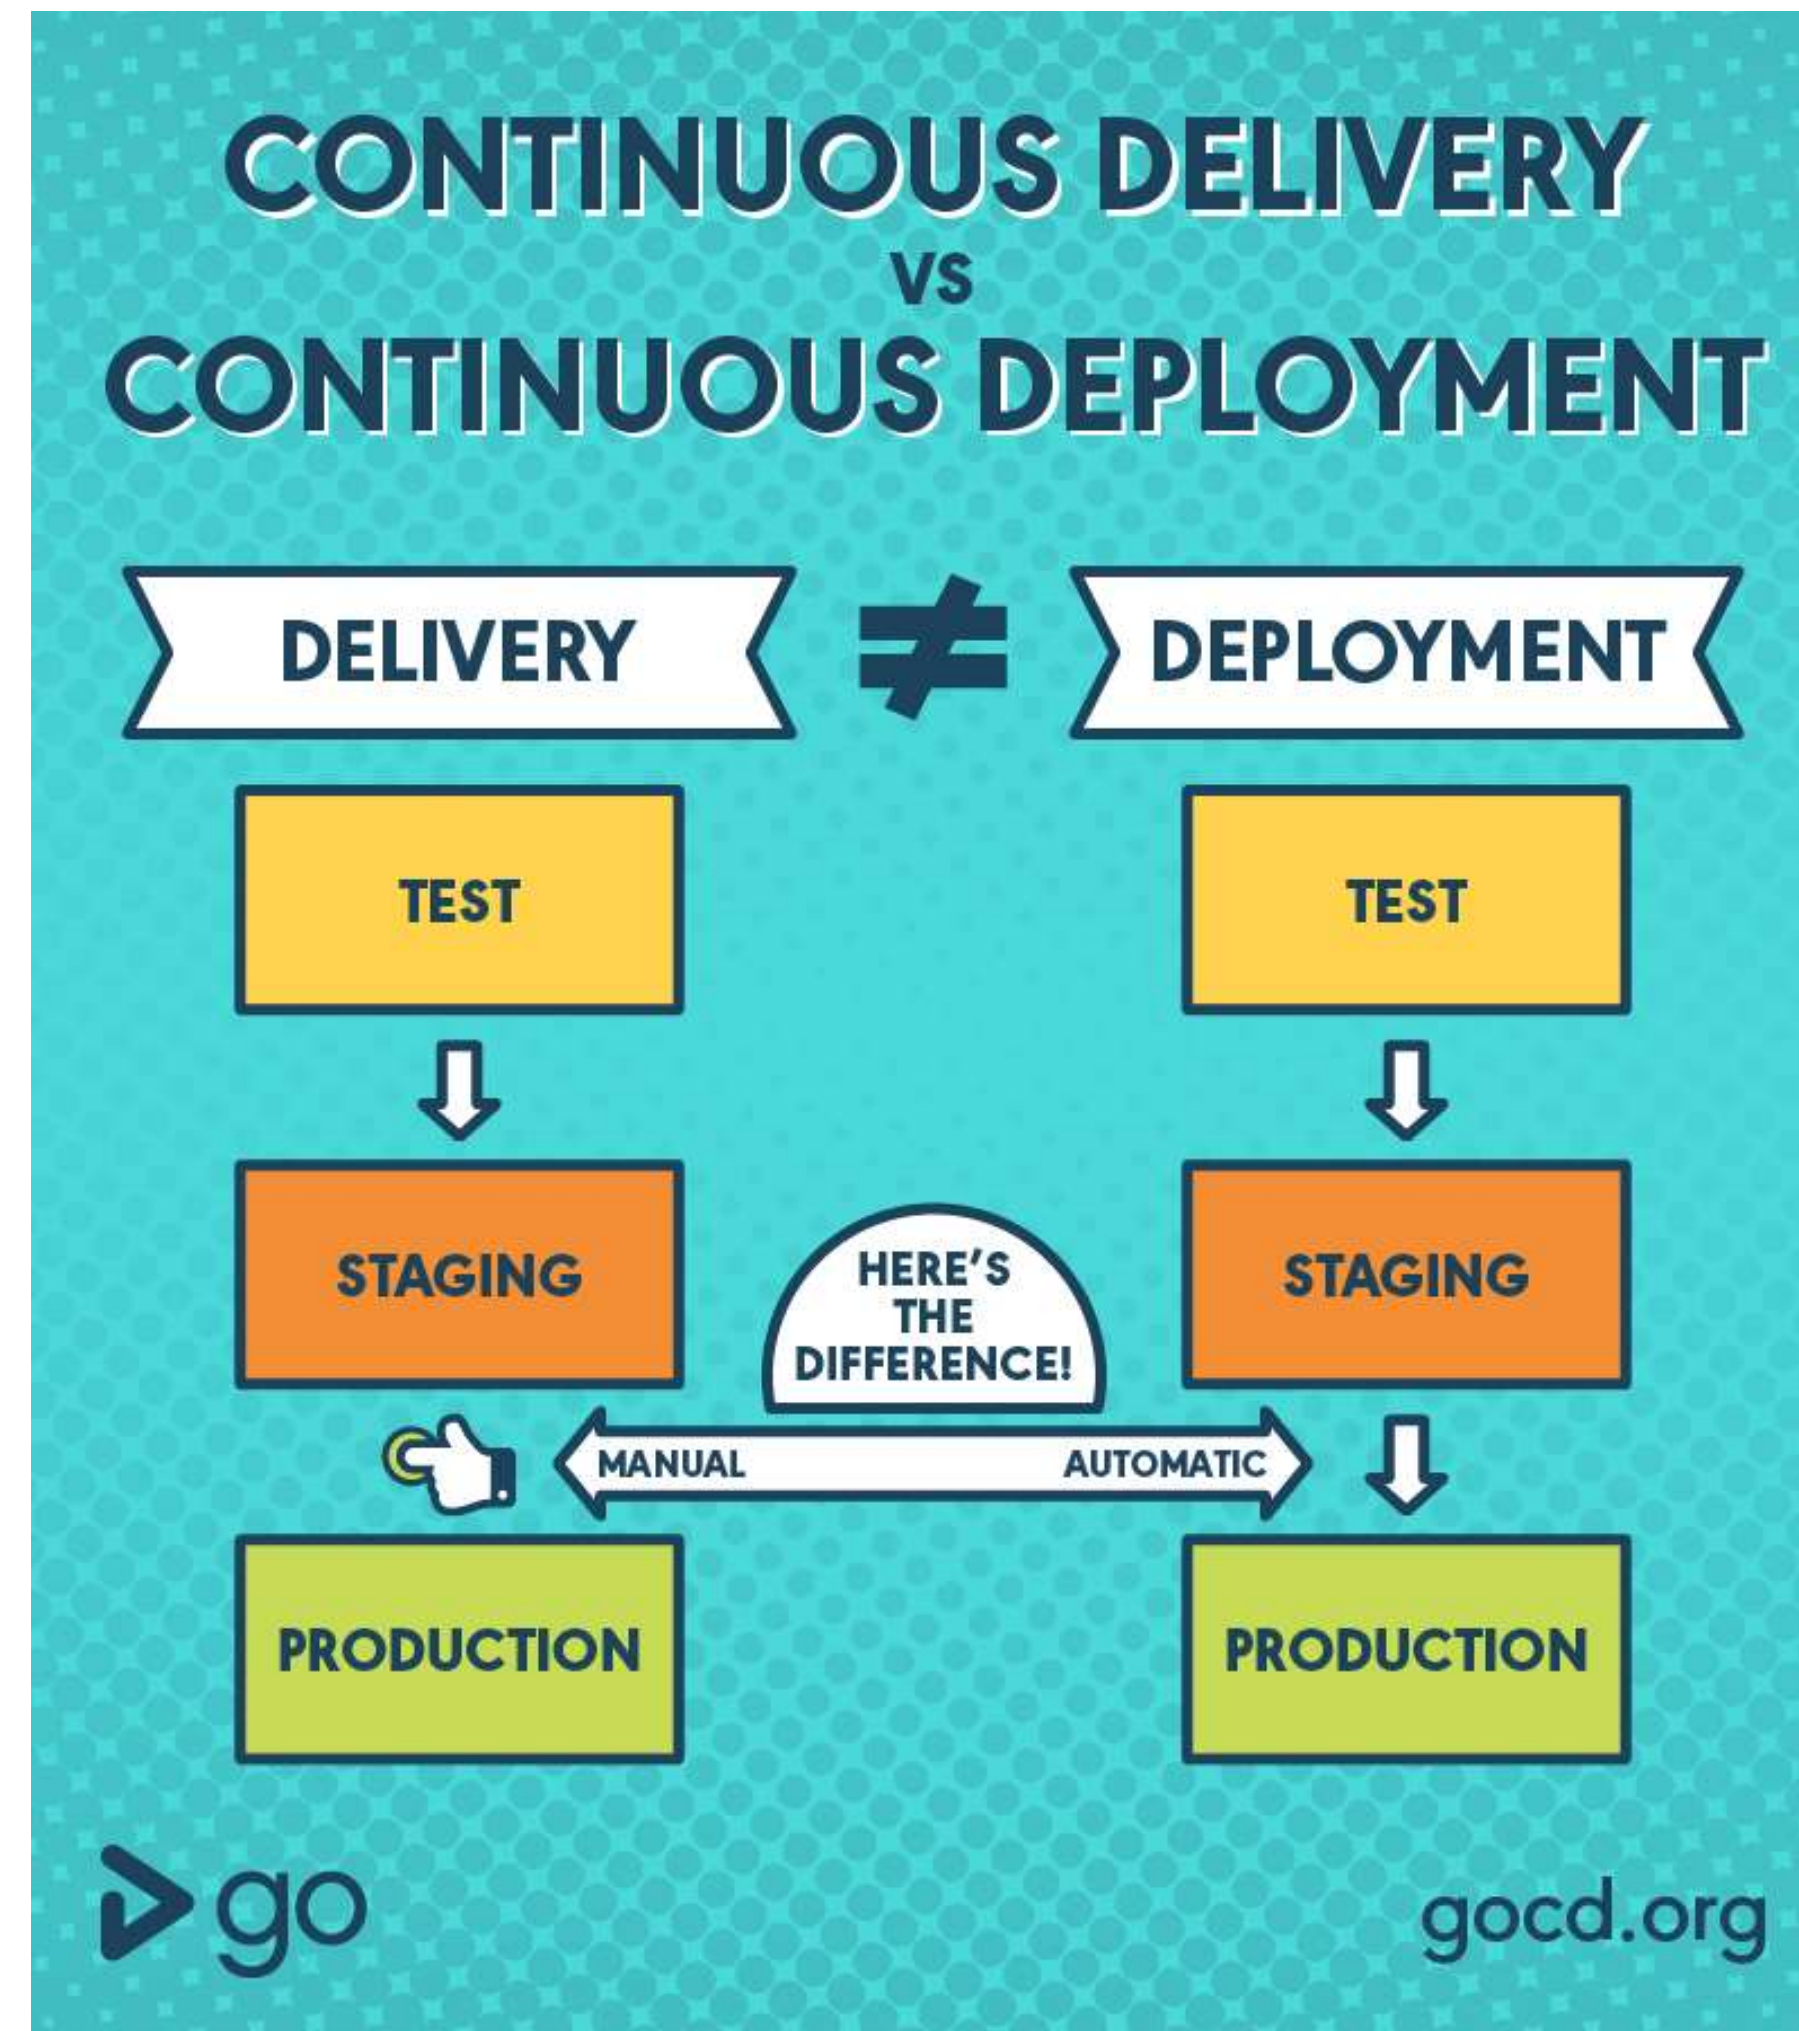 CONTINUOUS DELIVERY
VS
CONTINUOUS DEPLOYMENT
DELIVERY
≠
DEPLOYMENT
TEST
TEST
STAGING
STAGING
HERE'S
THE
DIFFERENCE!
MANUAL
AUTOMATIC
PRODUCTION
PRODUCTION
go
gocd.org